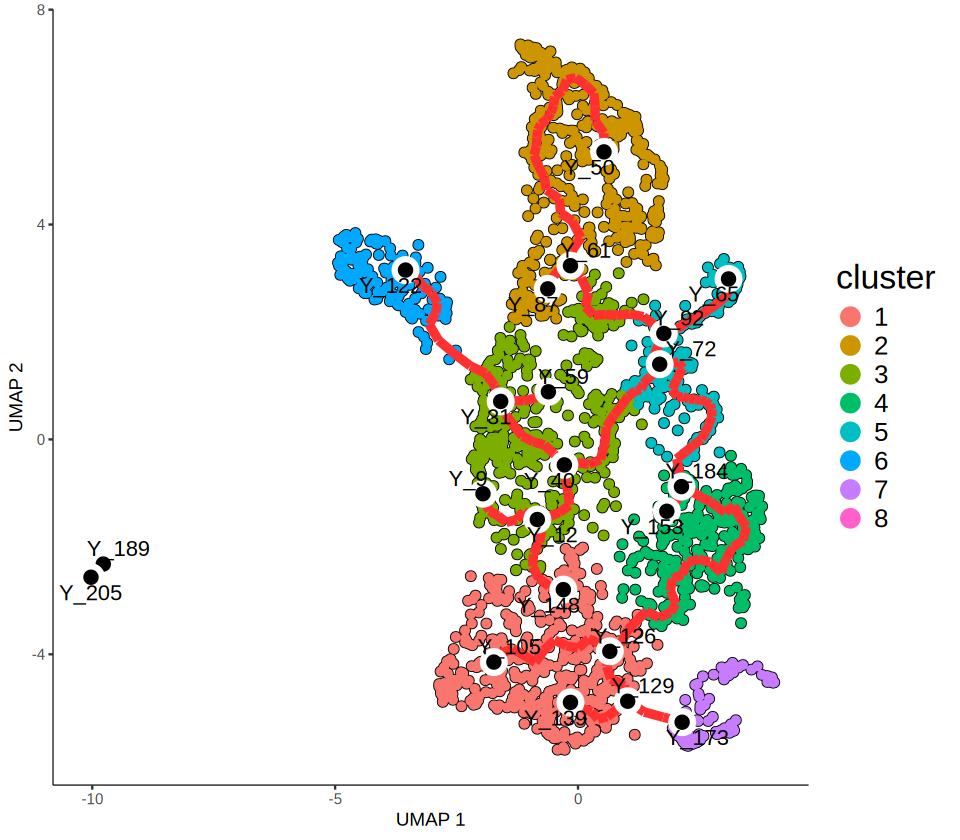 8
4
0
-4
UMAP 2
-10
-5
0
UMAP 1
Y_50
Y_61
Y_122
Y_87
Y_65
Y_92
Y_72
Y_59
Y_31
Y_9
Y_40
Y_184
Y_153
Y_12
Y_189
Y_205
Y_148
Y_126
Y_105
Y_129
Y_139
Y_173
cluster
1
2
3
4
5
6
7
8